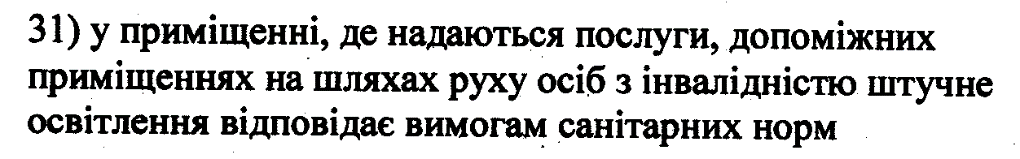 31) у приміщенні, де надаються послуги, допоміжних
приміщеннях на шляхах руху осіб з інвалідністю штучне
освітлення відповідає вимогам санітарних норм